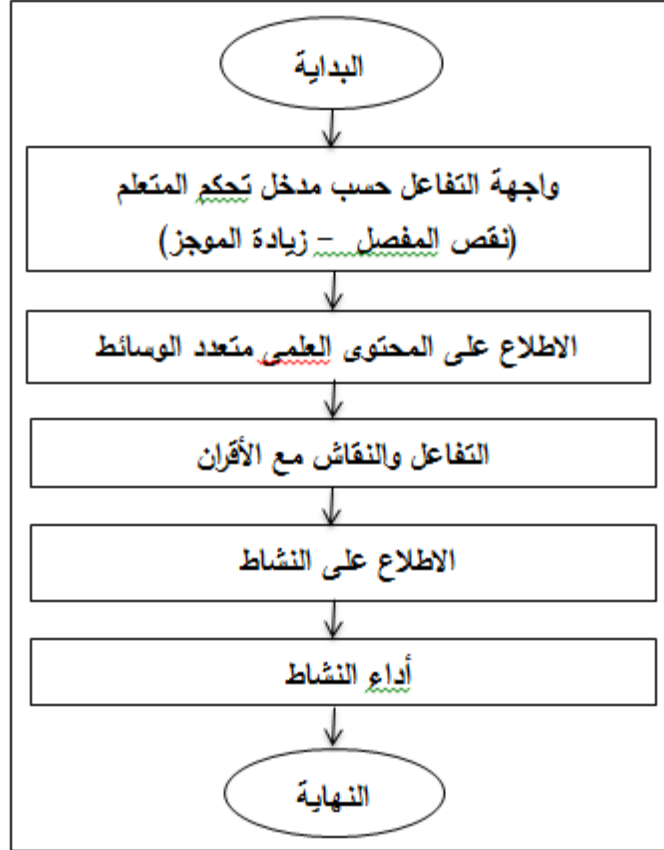 البداية
واجهة التفاعل حسب مدخل تحكم المتعلم
(نقص المفصل – زيادة الموجز)
الاطلاع على المحتوى العلمى متعدد الوسائط
التفاعل والنقاش مع الأقران
الاطلاع على النشاط
أداء النشاط
النهاية